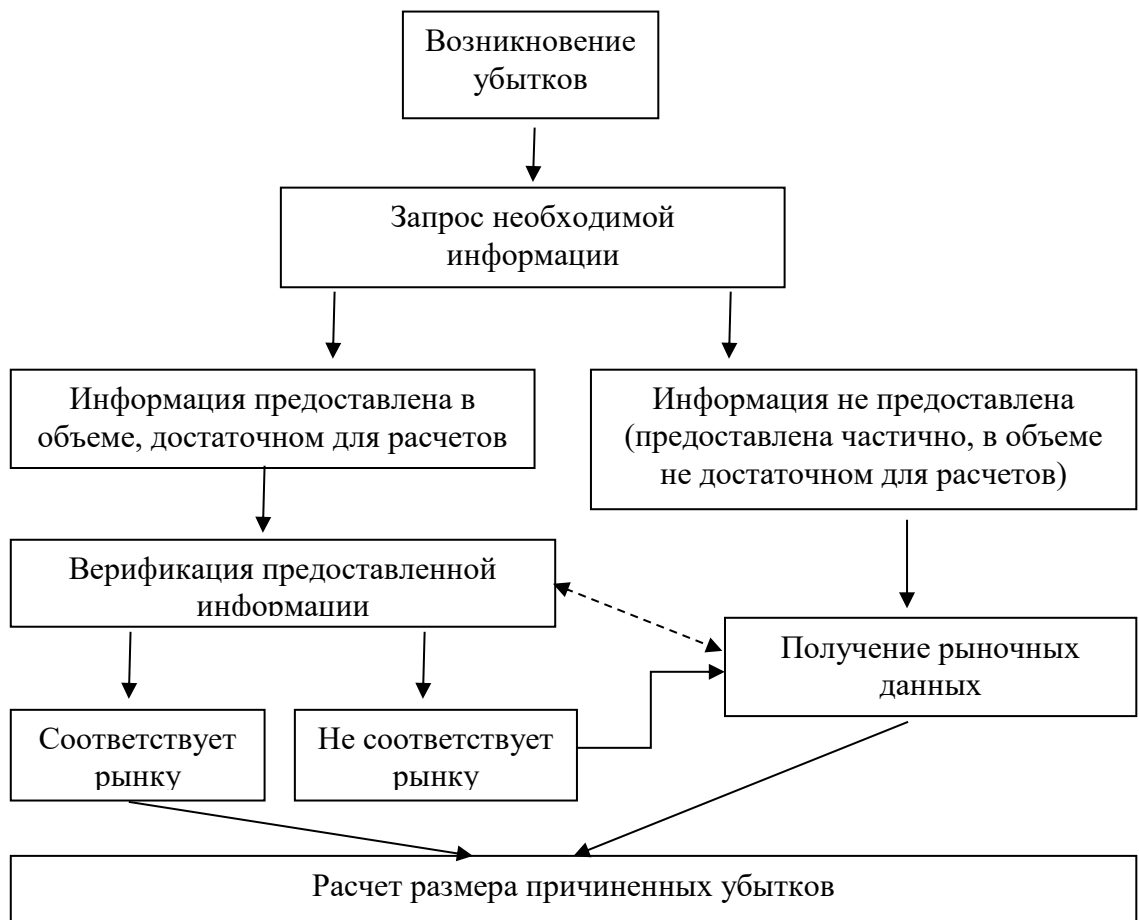 Возникновение
убытков
Запрос необходимой
информации
Информация предоставлена в
объеме, достаточном для расчетов
Информация не предоставлена
(предоставлена частично, в объеме
не достаточном для расчетов)
Верификация предоставленной
информации
Получение рыночных
данных
Соответствует
рынку
Не соответствует
рынку
Расчет размера причиненных убытков